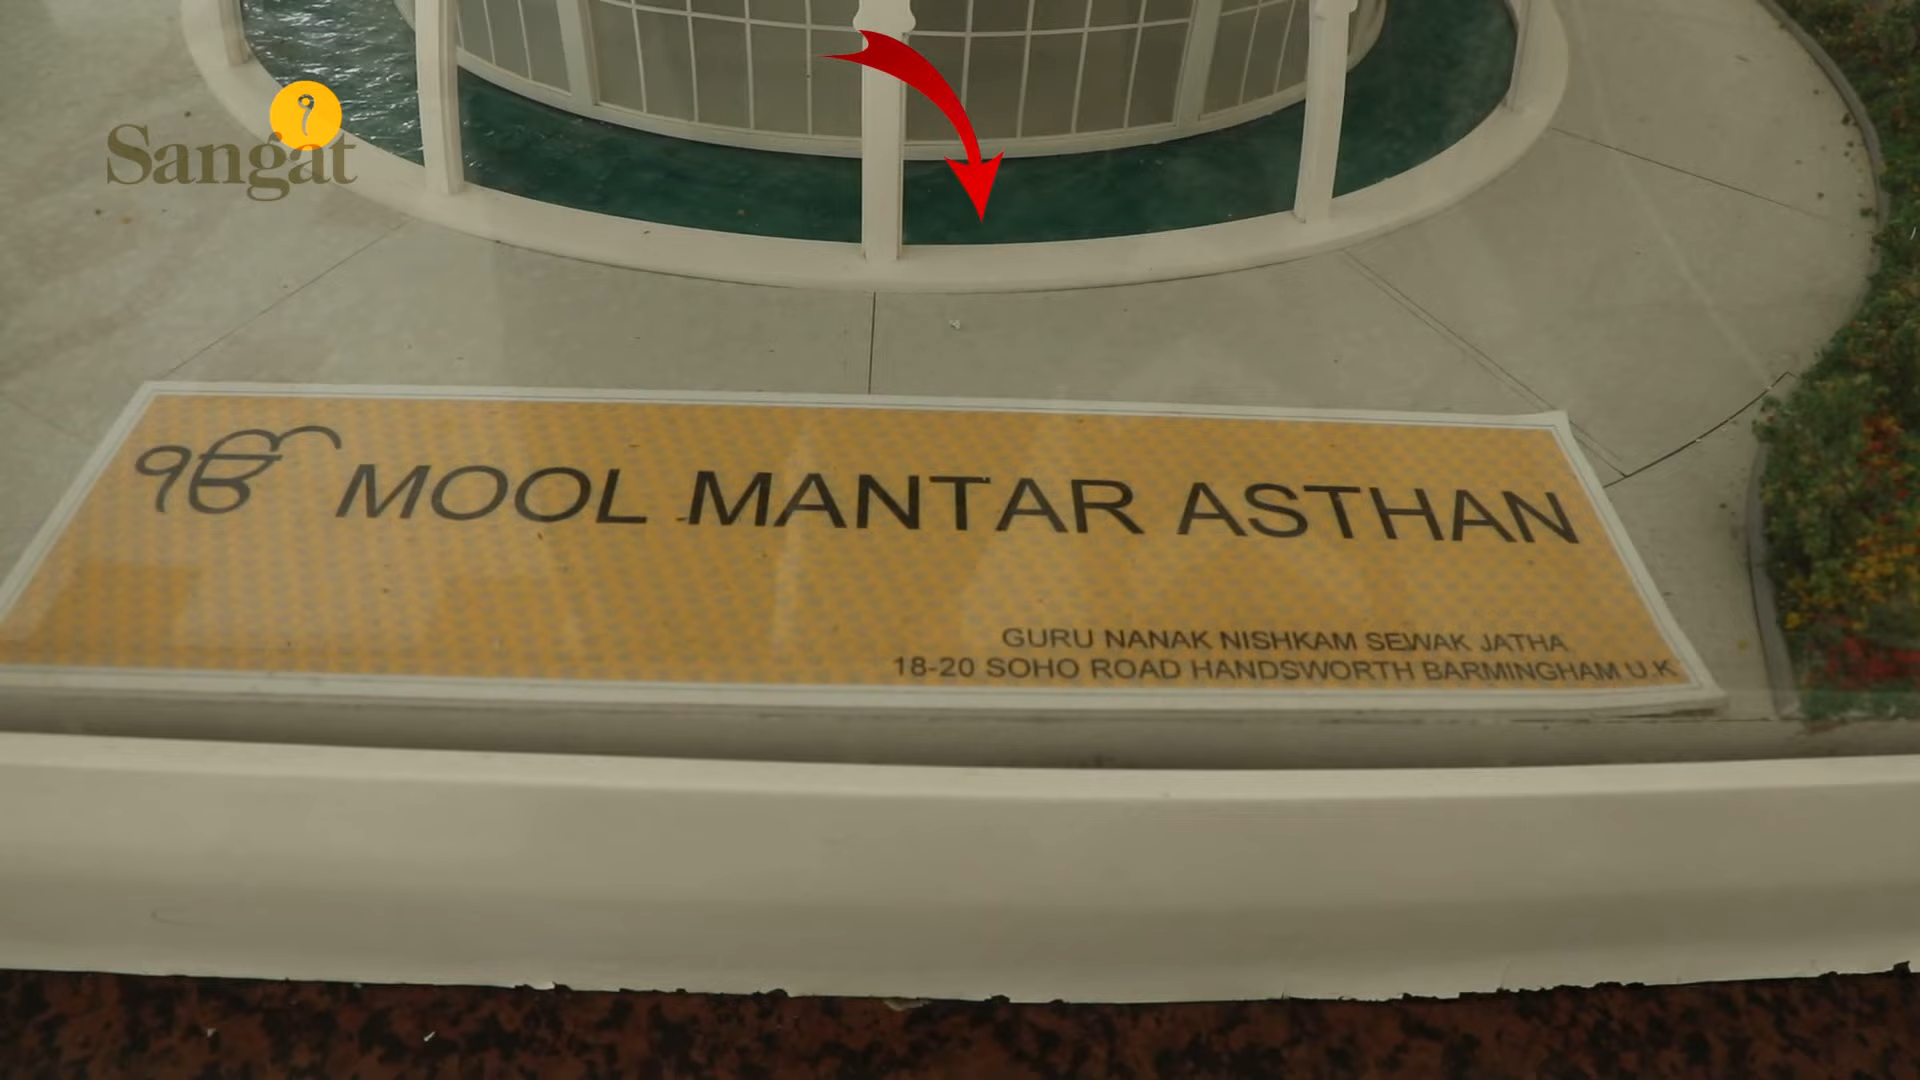 Sangat
ੴ MOOL MANTAR ASTHAN
GURU NANAK NISHKAM SEWAK JATHA
18-20 SOHO ROAD HANDSWORTH BARMINGHAM U.K